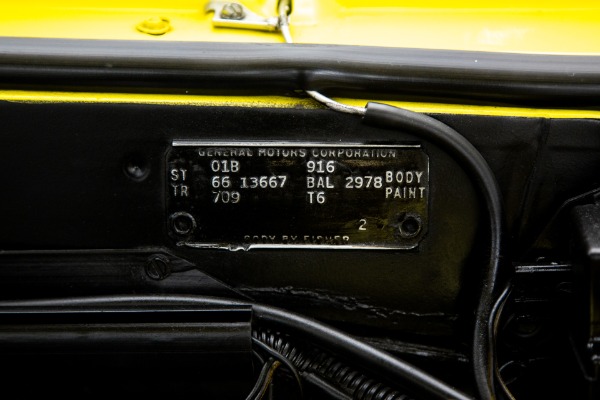 GENERAL MOTORS CORPORATION
01B 916
ST 66 13667 BAL 2978 BODY
TR 709 T6 PAINT
2
BODY BY FISHER